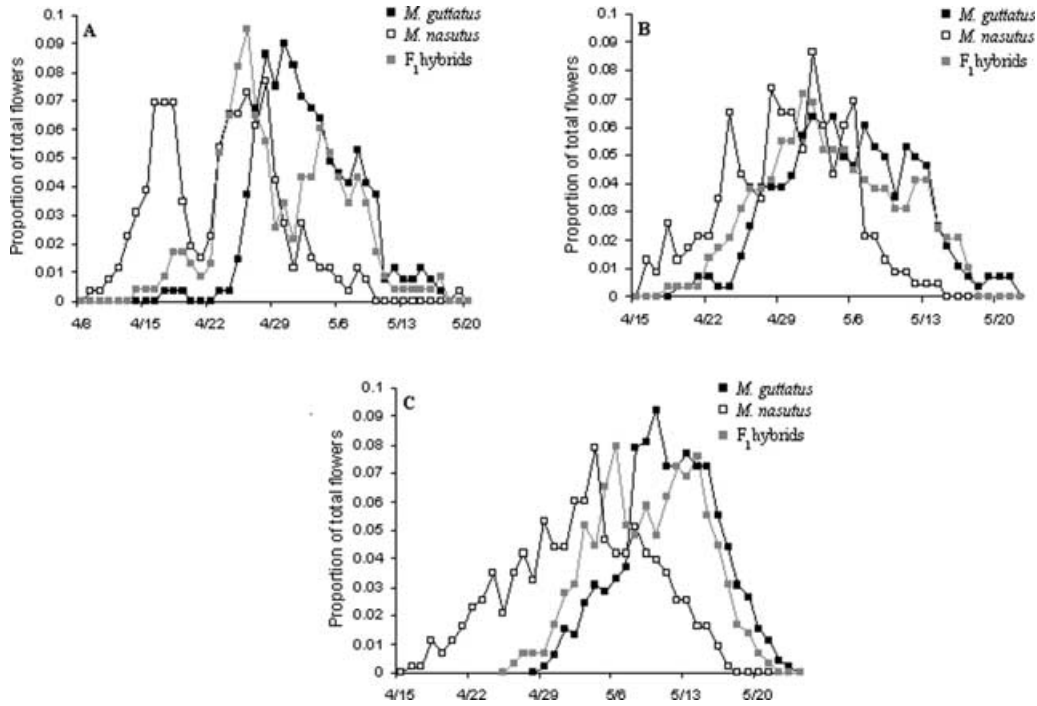 A
M. guttatus
M. nasutus
F1 hybrids
Proportion of total flowers
0.1
0.09
0.08
0.07
0.06
0.05
0.04
0.03
0.02
0.01
0
4/8 4/15 4/22 4/29 5/6 5/13 5/20
B
M. guttatus
M. nasutus
F1 hybrids
Proportion of total flowers
0.1
0.09
0.08
0.07
0.06
0.05
0.04
0.03
0.02
0.01
0
4/15 4/22 4/29 5/6 5/13 5/20
C
M. guttatus
M. nasutus
F1 hybrids
Proportion of total flowers
0.1
0.09
0.08
0.07
0.06
0.05
0.04
0.03
0.02
0.01
0
4/15 4/22 4/29 5/6 5/13 5/20